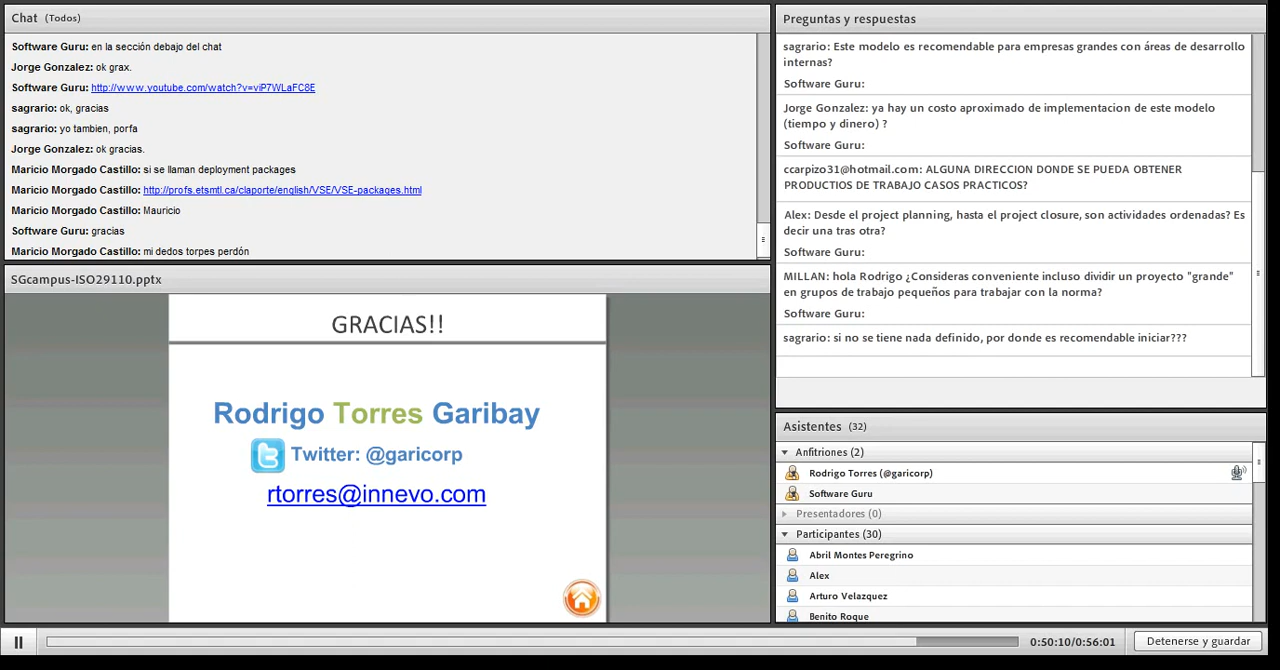 Chat (Todos)
Software Guru: en la sección debajo del chat
Jorge Gonzalez: ok grax.
Software Guru: http://www.youtube.com/watch?v=viP7WLaFC8E
sagrario: ok, gracias
sagrario: yo tambien, porfa
Jorge Gonzalez: ok gracias.
Maricio Morgado Castillo: si se llaman deployment packages
Maricio Morgado Castillo: http://profs.etsmtl.ca/claporte/english/VSE/VSE-packages.html
Maricio Morgado Castillo: Mauricio
Software Guru: gracias
Maricio Morgado Castillo: mi dedos torpes perdón
SGcampus-ISO29110.pptx
GRACIAS!!
Rodrigo Torres Garibay
Twitter: @garicorp
rtorres@innevo.com
Preguntas y respuestas
sagrario: Este modelo es recomendable para empresas grandes con áreas de desarrollo
internas?
Software Guru:
Jorge Gonzalez: ya hay un costo aproximado de implementacion de este modelo
(tiempo y dinero) ?
Software Guru:
ccarpizo31@hotmail.com: ALGUNA DIRECCION DONDE SE PUEDA OBTENER
PRODUCTIOS DE TRABAJO CASOS PRACTICOS?
Alex: Desde el project planning, hasta el project closure, son actividades ordenadas? Es
decir una tras otra?
Software Guru:
MILLAN: hola Rodrigo ¿Consideras conveniente incluso dividir un proyecto "grande"
en grupos de trabajo pequeños para trabajar con la norma?
Software Guru:
sagrario: si no se tiene nada definido, por donde es recomendable iniciar???
Asistentes (32)
Anfitriones (2)
Rodrigo Torres (@garicorp)
Software Guru
Presentadores (0)
Participantes (30)
Abril Montes Peregrino
Alex
Arturo Velazquez
Benito Roque
0:50:10/0:56:01
Detenerse y guardar